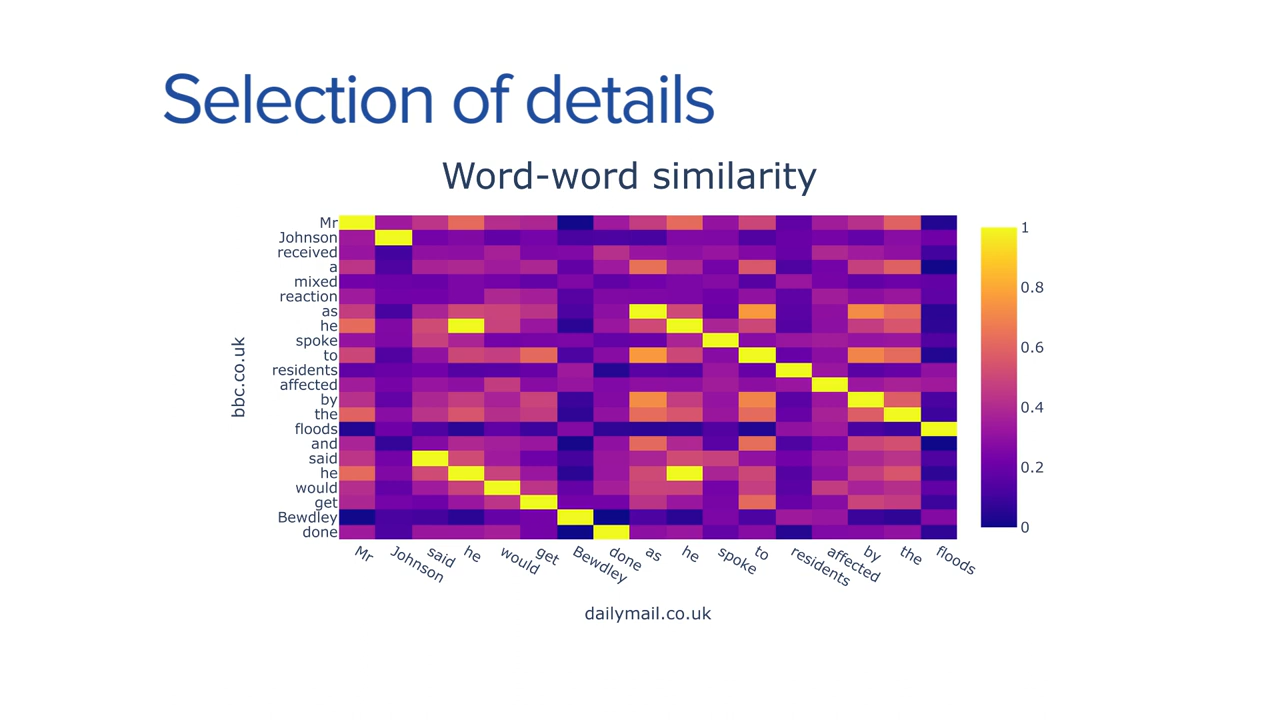 Selection of details
Word-word similarity
Mr
Johnson
received
a
mixed
reaction
as
he
spoke
to
residents
affected
by
the
floods
and
said
he
would
get
Bewdley
done
bbc.co.uk
1
0.8
0.6
0.4
0.2
0
Mr Johnson said he would get Bewdley done as he spoke to residents affected by the floods
dailymail.co.uk